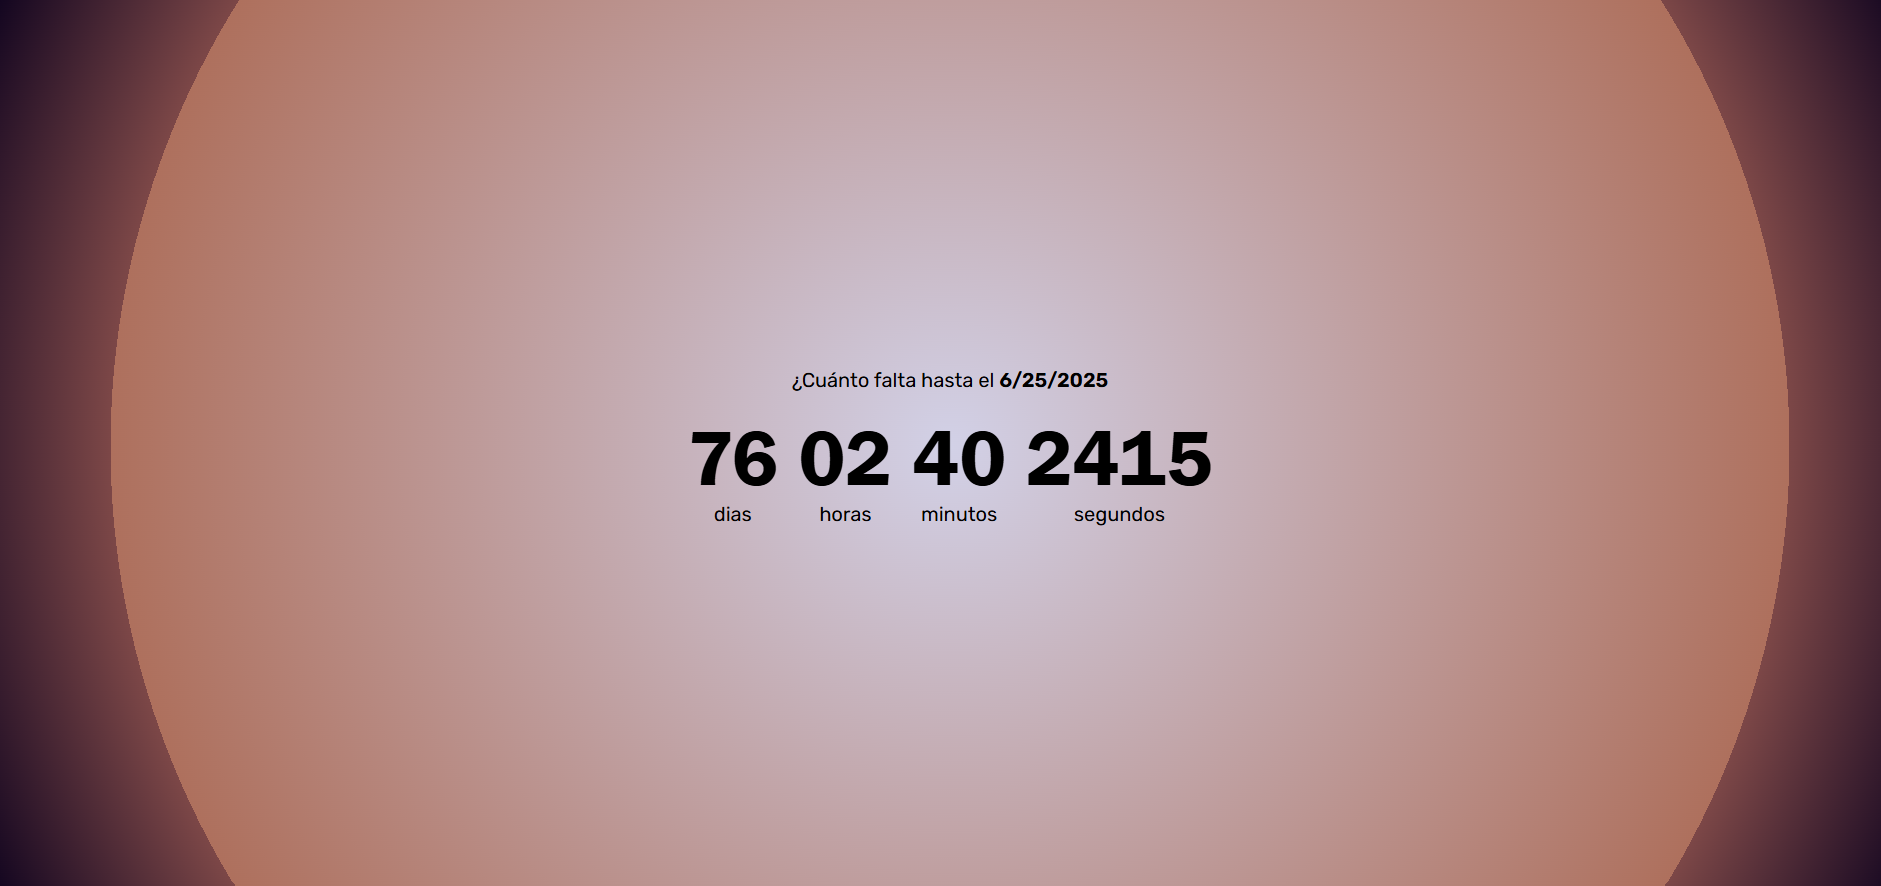 ¿Cuánto falta hasta el 6/25/2025
76 02 40 2415
dias horas minutos segundos